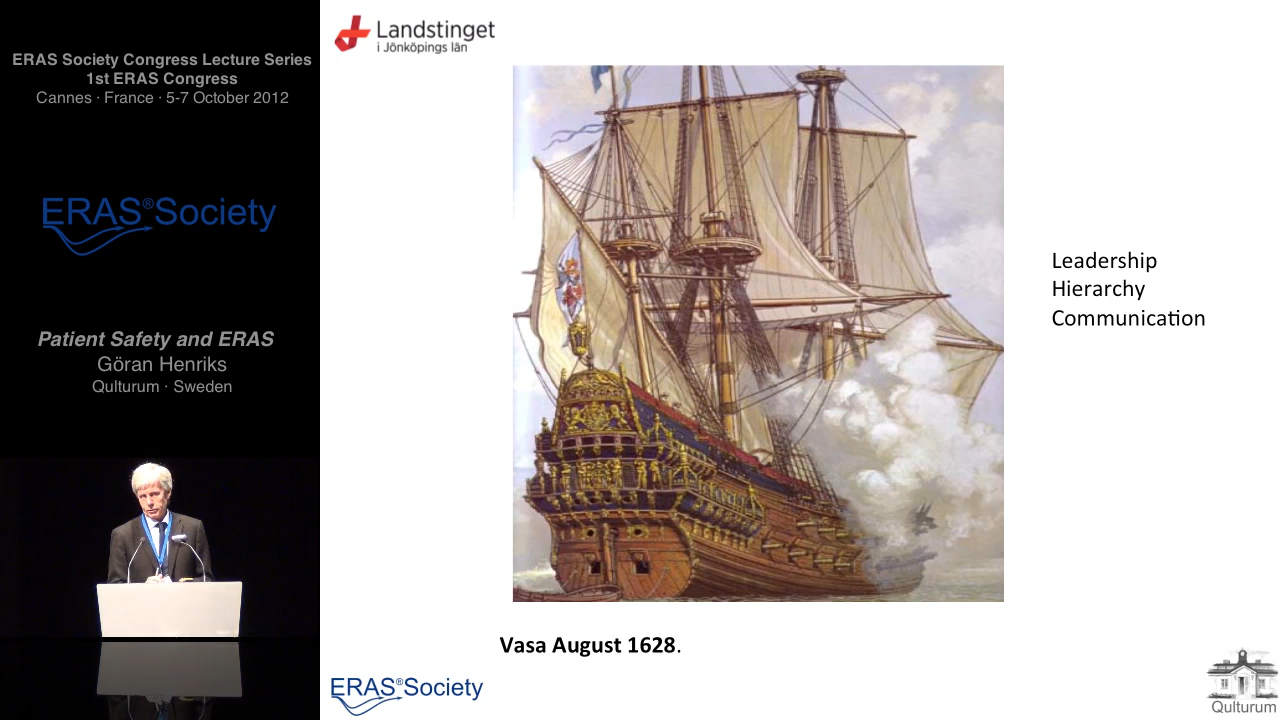 ERAS Society Congress Lecture Series
1st ERAS Congress
Cannes · France · 5-7 October 2012
ERAS®Society
Patient Safety and ERAS
Göran Henriks
Qulturum · Sweden
Landstinget
i Jönköpings län
Leadership
Hierarchy
Communication
Vasa August 1628.
ERAS®Society
Qulturum